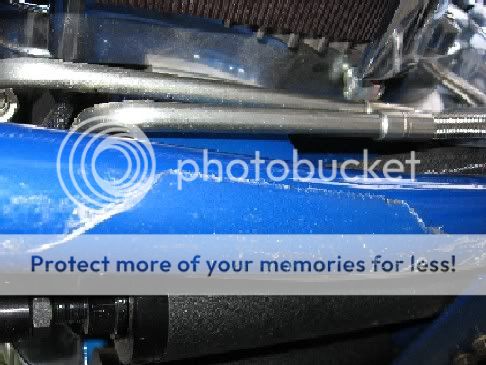 photobucket
Protect more of your memories for less!